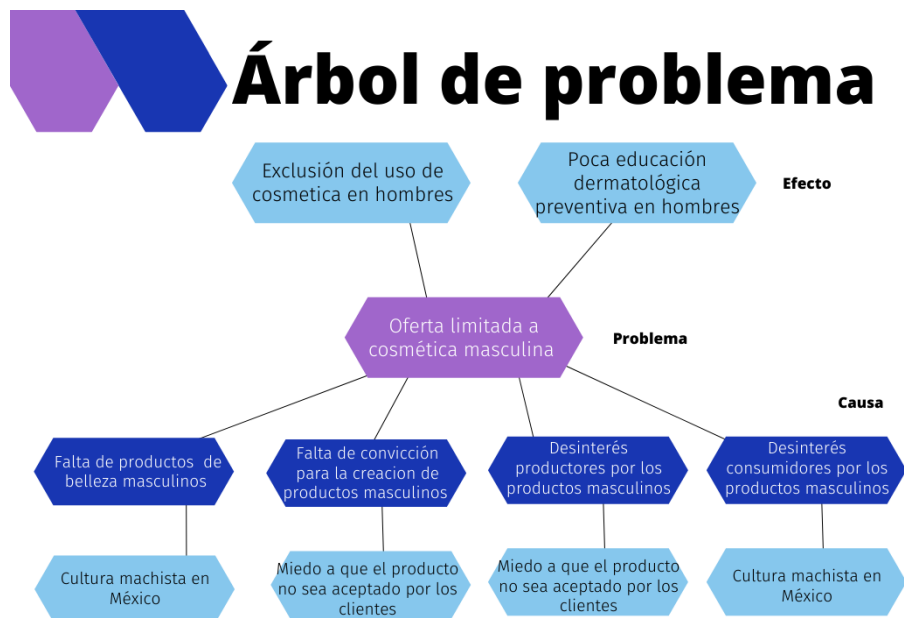 Árbol de problema
Exclusión del uso de
cosmetica en hombres
Poca educación
dermatológica
preventiva en hombres
Efecto
Oferta limitada a
cosmética masculina
Problema
Causa
Falta de productos de
belleza masculinos
Falta de convicción
para la creacion de
productos masculinos
Desinterés
productores por los
productos masculinos
Desinterés
consumidores por los
productos masculinos
Cultura machista en
México
Miedo a que el producto
no sea aceptado por los
clientes
Miedo a que el producto
no sea aceptado por los
clientes
Cultura machista en
México